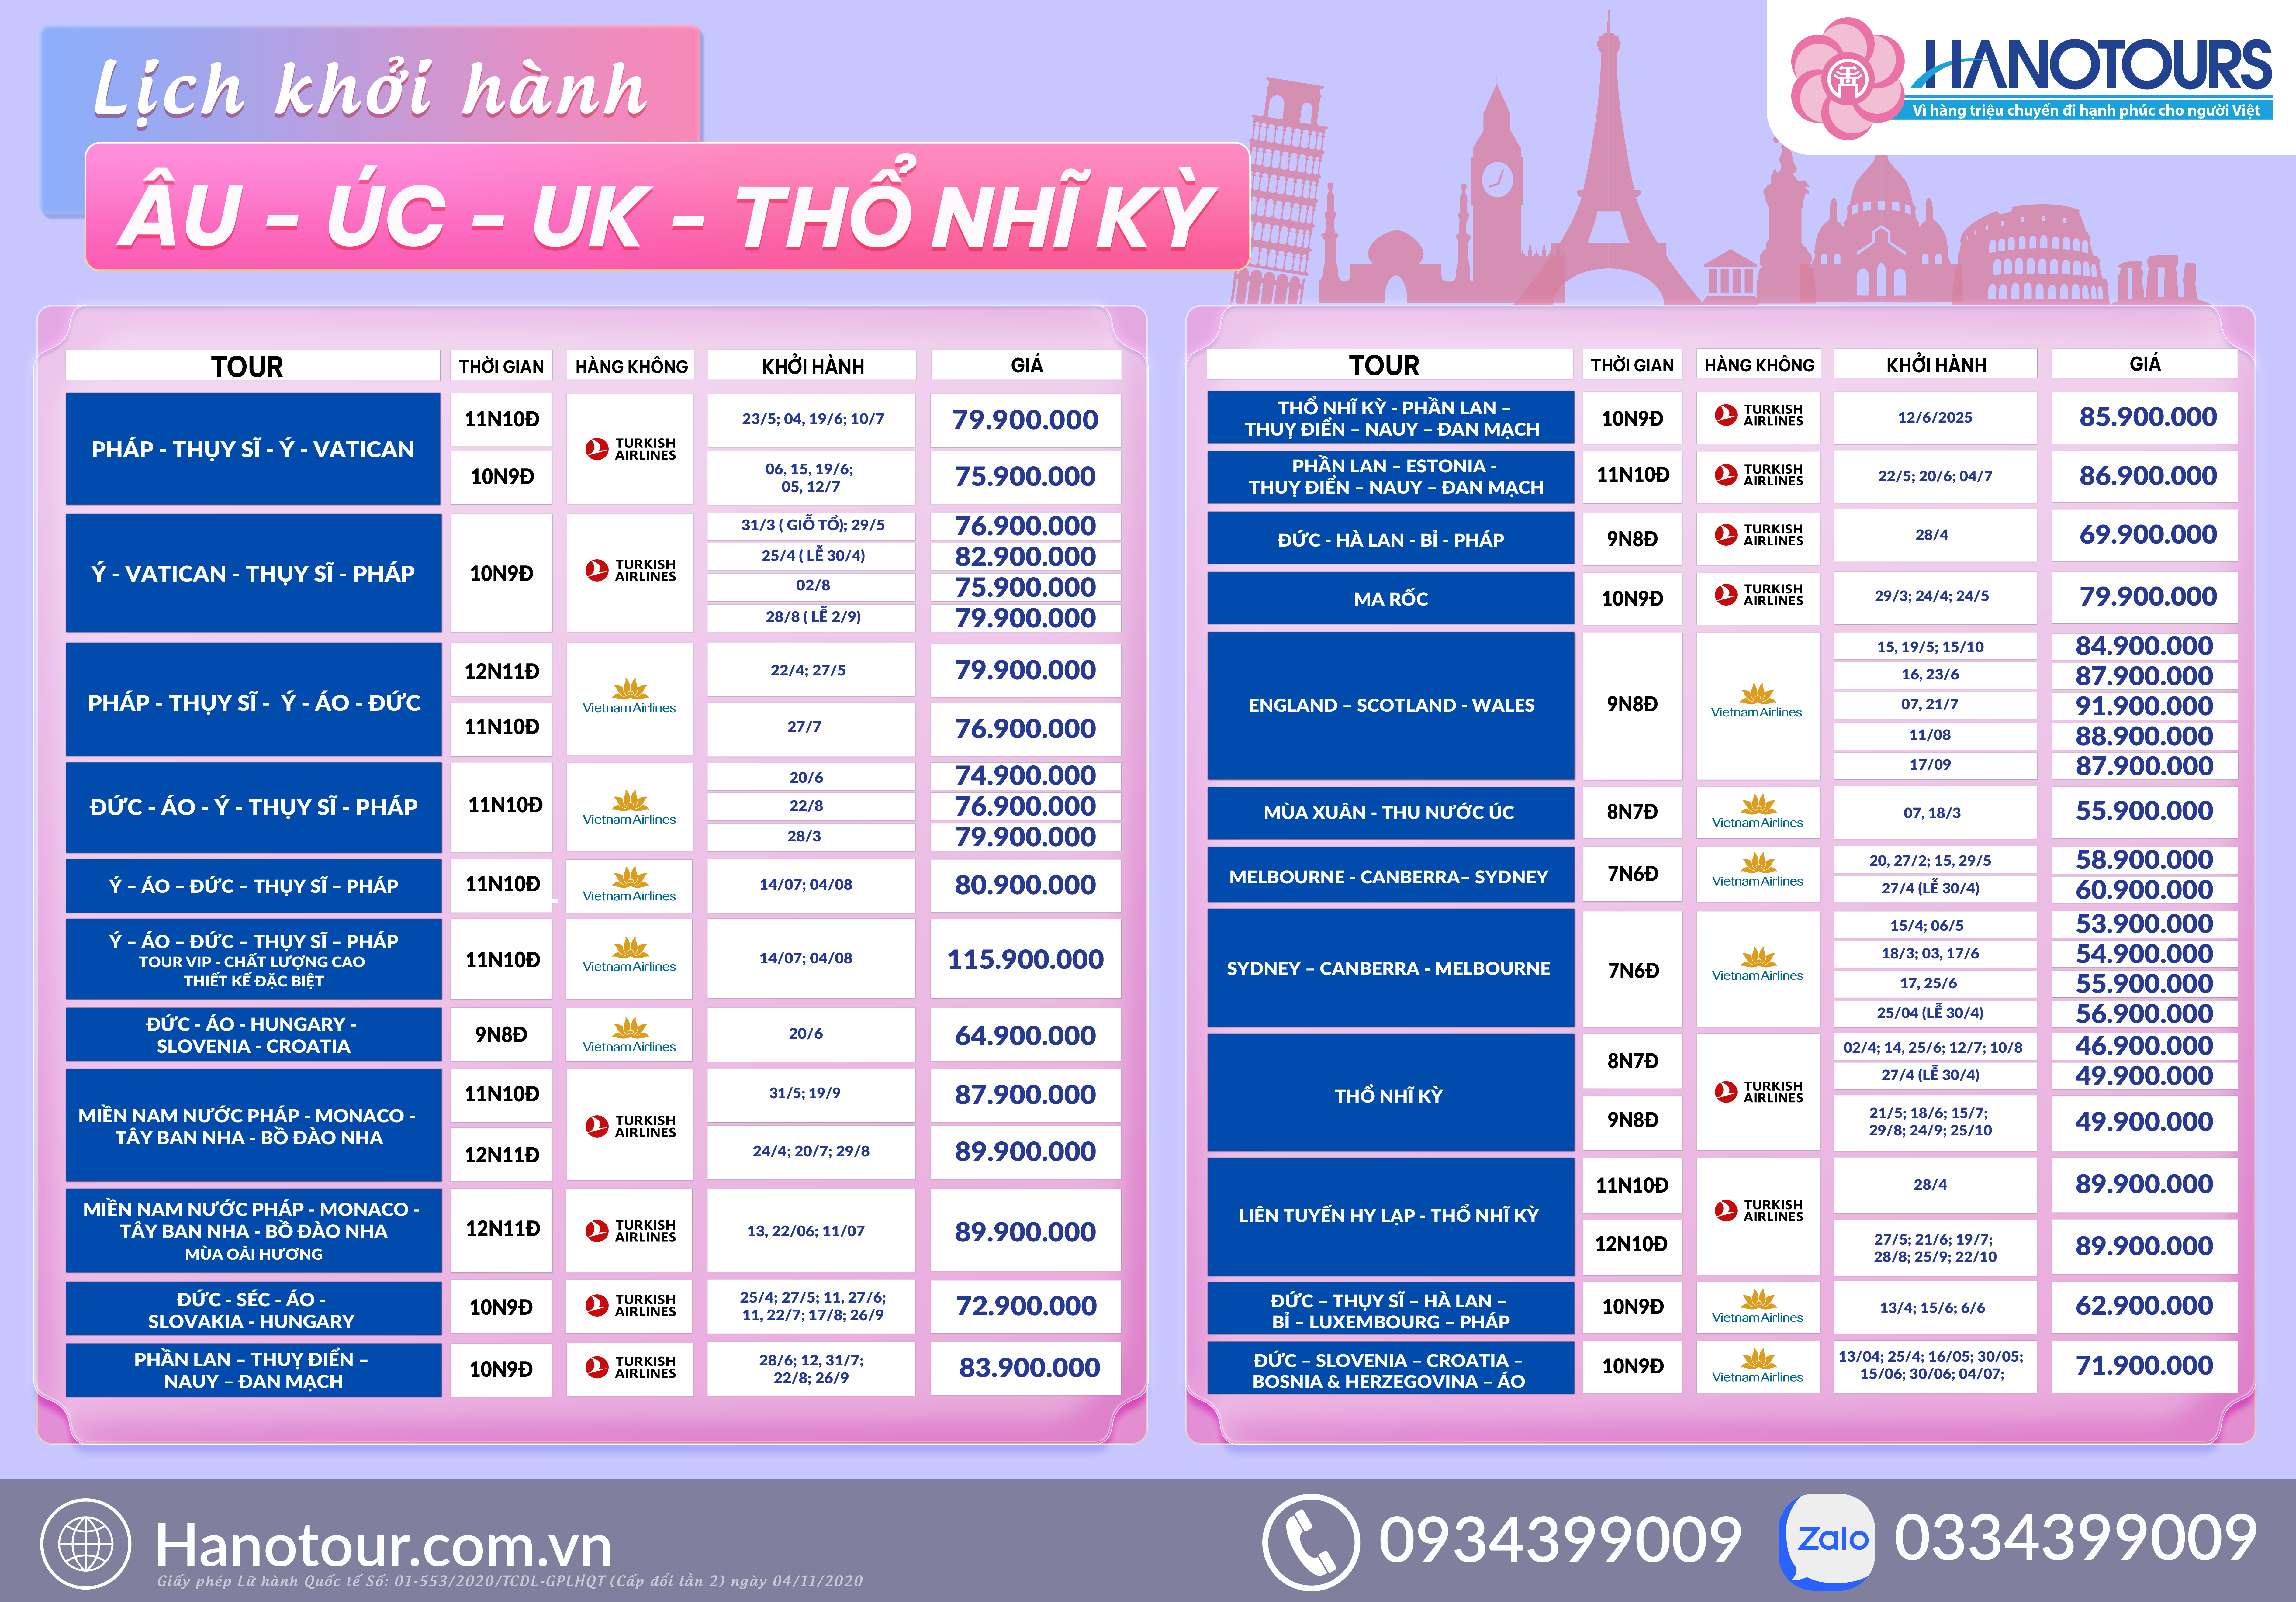 Lịch khởi hành
ÂU - ÚC - UK - THỔ NHĨ KỲ
HANOTOURS
Vì hàng triệu chuyến đi hạnh phúc cho người Việt
TOUR THỜI GIAN HÀNG KHÔNG KHỞI HÀNH GIÁ
PHÁP - THỤY SĨ - Ý - VATICAN
11N10Đ
10N9Đ
TURKISH
AIRLINES
23/5; 04, 19/6; 10/7
79.900.000
06, 15, 19/6;
05, 12/7
75.900.000
Ý - VATICAN - THỤY SĨ - PHÁP
10N9Đ
TURKISH
AIRLINES
31/3 ( GIỖ TỔ); 29/5 76.900.000
25/4 ( LỄ 30/4) 82.900.000
02/8 75.900.000
28/8 ( LỄ 2/9) 79.900.000
PHÁP - THỤY SĨ - Ý - ÁO - ĐỨC
12N11Đ
11N10Đ
Vietnam Airlines
22/4; 27/5 79.900.000
27/7 76.900.000
ĐỨC - ÁO - Ý - THỤY SĨ - PHÁP
11N10Đ
Vietnam Airlines
20/6 74.900.000
22/8 76.900.000
28/3 79.900.000
Ý – ÁO – ĐỨC – THỤY SĨ – PHÁP
11N10Đ
Vietnam Airlines
14/07; 04/08 80.900.000
Ý – ÁO – ĐỨC – THỤY SĨ – PHÁP
TOUR VIP - CHẤT LƯỢNG CAO
THIẾT KẾ ĐẶC BIỆT
11N10Đ
Vietnam Airlines
14/07; 04/08 115.900.000
ĐỨC - ÁO - HUNGARY -
SLOVENIA - CROATIA
9N8Đ
Vietnam Airlines
20/6 64.900.000
MIỀN NAM NƯỚC PHÁP - MONACO -
TÂY BAN NHA - BỒ ĐÀO NHA
11N10Đ
12N11Đ
TURKISH
AIRLINES
31/5; 19/9 87.900.000
24/4; 20/7; 29/8 89.900.000
MIỀN NAM NƯỚC PHÁP - MONACO -
TÂY BAN NHA - BỒ ĐÀO NHA
MÙA OẢI HƯƠNG
12N11Đ
TURKISH
AIRLINES
13, 22/06; 11/07 89.900.000
ĐỨC - SÉC - ÁO -
SLOVAKIA - HUNGARY
10N9Đ
TURKISH
AIRLINES
25/4; 27/5; 11, 27/6;
11, 22/7; 17/8; 26/9
72.900.000
PHẦN LAN – THUỴ ĐIỂN –
NAUY – ĐAN MẠCH
10N9Đ
TURKISH
AIRLINES
28/6; 12, 31/7;
22/8; 26/9
83.900.000
TOUR THỜI GIAN HÀNG KHÔNG KHỞI HÀNH GIÁ
THỔ NHĨ KỲ - PHẦN LAN –
THUỴ ĐIỂN – NAUY – ĐAN MẠCH
10N9Đ
TURKISH
AIRLINES
12/6/2025 85.900.000
PHẦN LAN – ESTONIA -
THUỴ ĐIỂN – NAUY – ĐAN MẠCH
11N10Đ
TURKISH
AIRLINES
22/5; 20/6; 04/7 86.900.000
ĐỨC - HÀ LAN - BỈ - PHÁP
9N8Đ
TURKISH
AIRLINES
28/4 69.900.000
MA RỐC
10N9Đ
TURKISH
AIRLINES
29/3; 24/4; 24/5 79.900.000
ENGLAND – SCOTLAND - WALES
9N8Đ
Vietnam Airlines
15, 19/5; 15/10 84.900.000
16, 23/6 87.900.000
07, 21/7 91.900.000
11/08 88.900.000
17/09 87.900.000
MÙA XUÂN - THU NƯỚC ÚC
8N7Đ
Vietnam Airlines
07, 18/3 55.900.000
MELBOURNE - CANBERRA– SYDNEY
7N6Đ
Vietnam Airlines
20, 27/2; 15, 29/5 58.900.000
27/4 (LỄ 30/4) 60.900.000
SYDNEY – CANBERRA - MELBOURNE
7N6Đ
Vietnam Airlines
15/4; 06/5 53.900.000
18/3; 03, 17/6 54.900.000
17, 25/6 55.900.000
25/04 (LỄ 30/4) 56.900.000
THỔ NHĨ KỲ
8N7Đ
9N8Đ
TURKISH
AIRLINES
02/4; 14, 25/6; 12/7; 10/8 46.900.000
27/4 (LỄ 30/4) 49.900.000
21/5; 18/6; 15/7;
29/8; 24/9; 25/10
49.900.000
LIÊN TUYẾN HY LẠP - THỔ NHĨ KỲ
11N10Đ
12N10Đ
TURKISH
AIRLINES
28/4 89.900.000
27/5; 21/6; 19/7;
28/8; 25/9; 22/10
89.900.000
ĐỨC – THỤY SĨ – HÀ LAN –
BỈ – LUXEMBOURG – PHÁP
10N9Đ
Vietnam Airlines
13/4; 15/6; 6/6 62.900.000
ĐỨC – SLOVENIA – CROATIA –
BOSNIA & HERZEGOVINA – ÁO
10N9Đ
Vietnam Airlines
13/04; 25/4; 16/05; 30/05;
15/06; 30/06; 04/07;
71.900.000
Hanotour.com.vn
Giấy phép Lữ hành Quốc tế Số: 01-553/2020/TCDL-GPLHQT (Cấp đổi lần 2) ngày 04/11/2020
0934399009
Zalo
0334399009